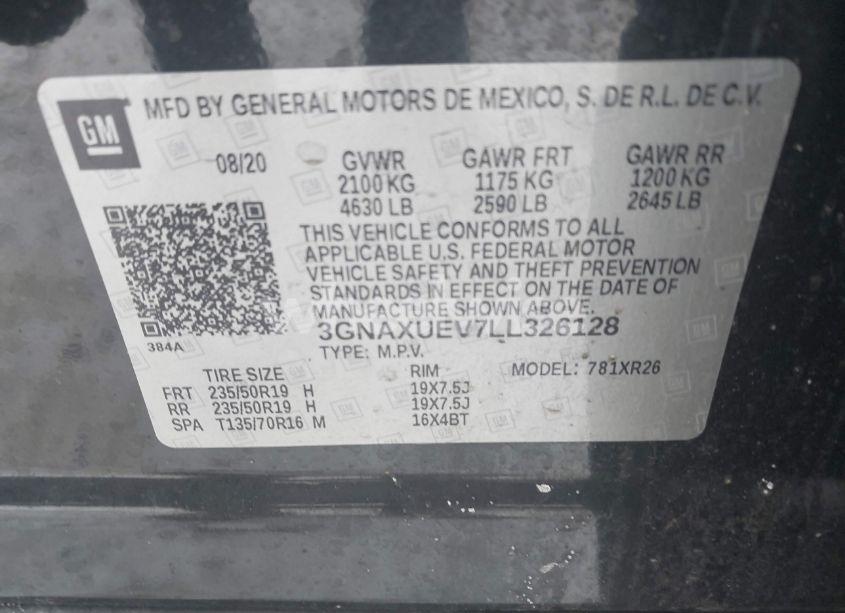 GM
MFD BY GENERAL MOTORS DE MEXICO, S. DE R.L. DE C.V.
08/20 GVWR GAWR FRT GAWR RR
2100 KG 1175 KG 1200 KG
4630 LB 2590 LB 2645 LB
THIS VEHICLE CONFORMS TO ALL
APPLICABLE U.S. FEDERAL MOTOR
VEHICLE SAFETY AND THEFT PREVENTION
STANDARDS IN EFFECT ON THE DATE OF
MANUFACTURE SHOWN ABOVE.
3GNAXUEV7LL326128
384A
TYPE: M.P.V.
TIRE SIZE RIM MODEL: 781XR26
FRT 235/50R19 H 19X7.5J
RR 235/50R19 H 19X7.5J
SPA T135/70R16 M 16X4BT